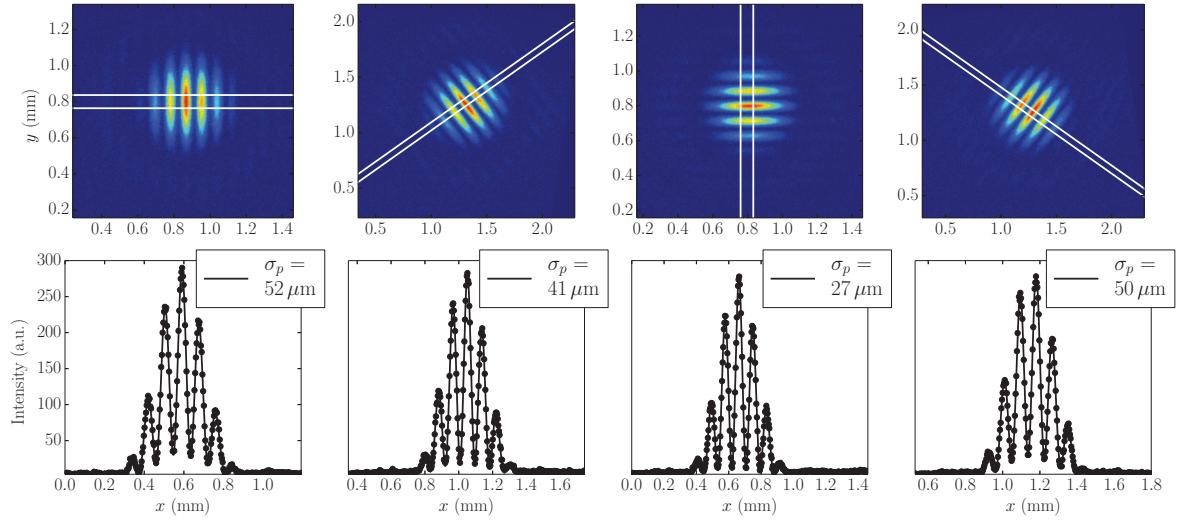 y (mm)
1.2
1.0
0.8
0.6
0.4
0.2
0.4 0.6 0.8 1.0 1.2 1.4
2.0
1.5
1.0
0.5
0.5 1.0 1.5 2.0
1.2
1.0
0.8
0.6
0.4
0.2
0.2 0.4 0.6 0.8 1.0 1.2 1.4
2.0
1.5
1.0
0.5
0.5 1.0 1.5 2.0
Intensity (a.u.)
300
250
200
150
100
50
σp =
52 μm
0.0 0.2 0.4 0.6 0.8 1.0
x (mm)
σp =
41 μm
0.4 0.6 0.8 1.0 1.2 1.4 1.6
x (mm)
σp =
27 μm
0.2 0.4 0.6 0.8 1.0 1.2 1.4
x (mm)
σp =
50 μm
0.6 0.8 1.0 1.2 1.4 1.6 1.8
x (mm)